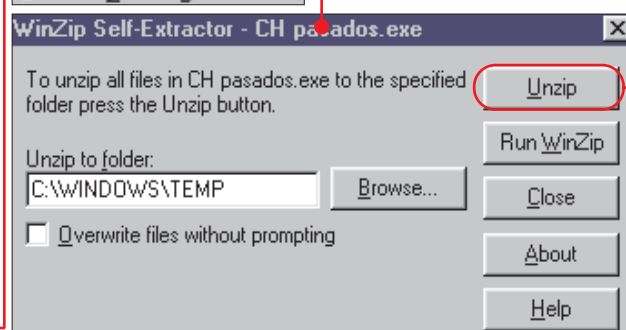 WinZip Self-Extractor - CH pasados.exe
To unzip all files in CH pasados.exe to the specified
folder press the Unzip button.
Unzip
Run WinZip
Unzip to folder:
C:\WINDOWS\TEMP
Browse...
Close
Overwrite files without prompting
About
Help